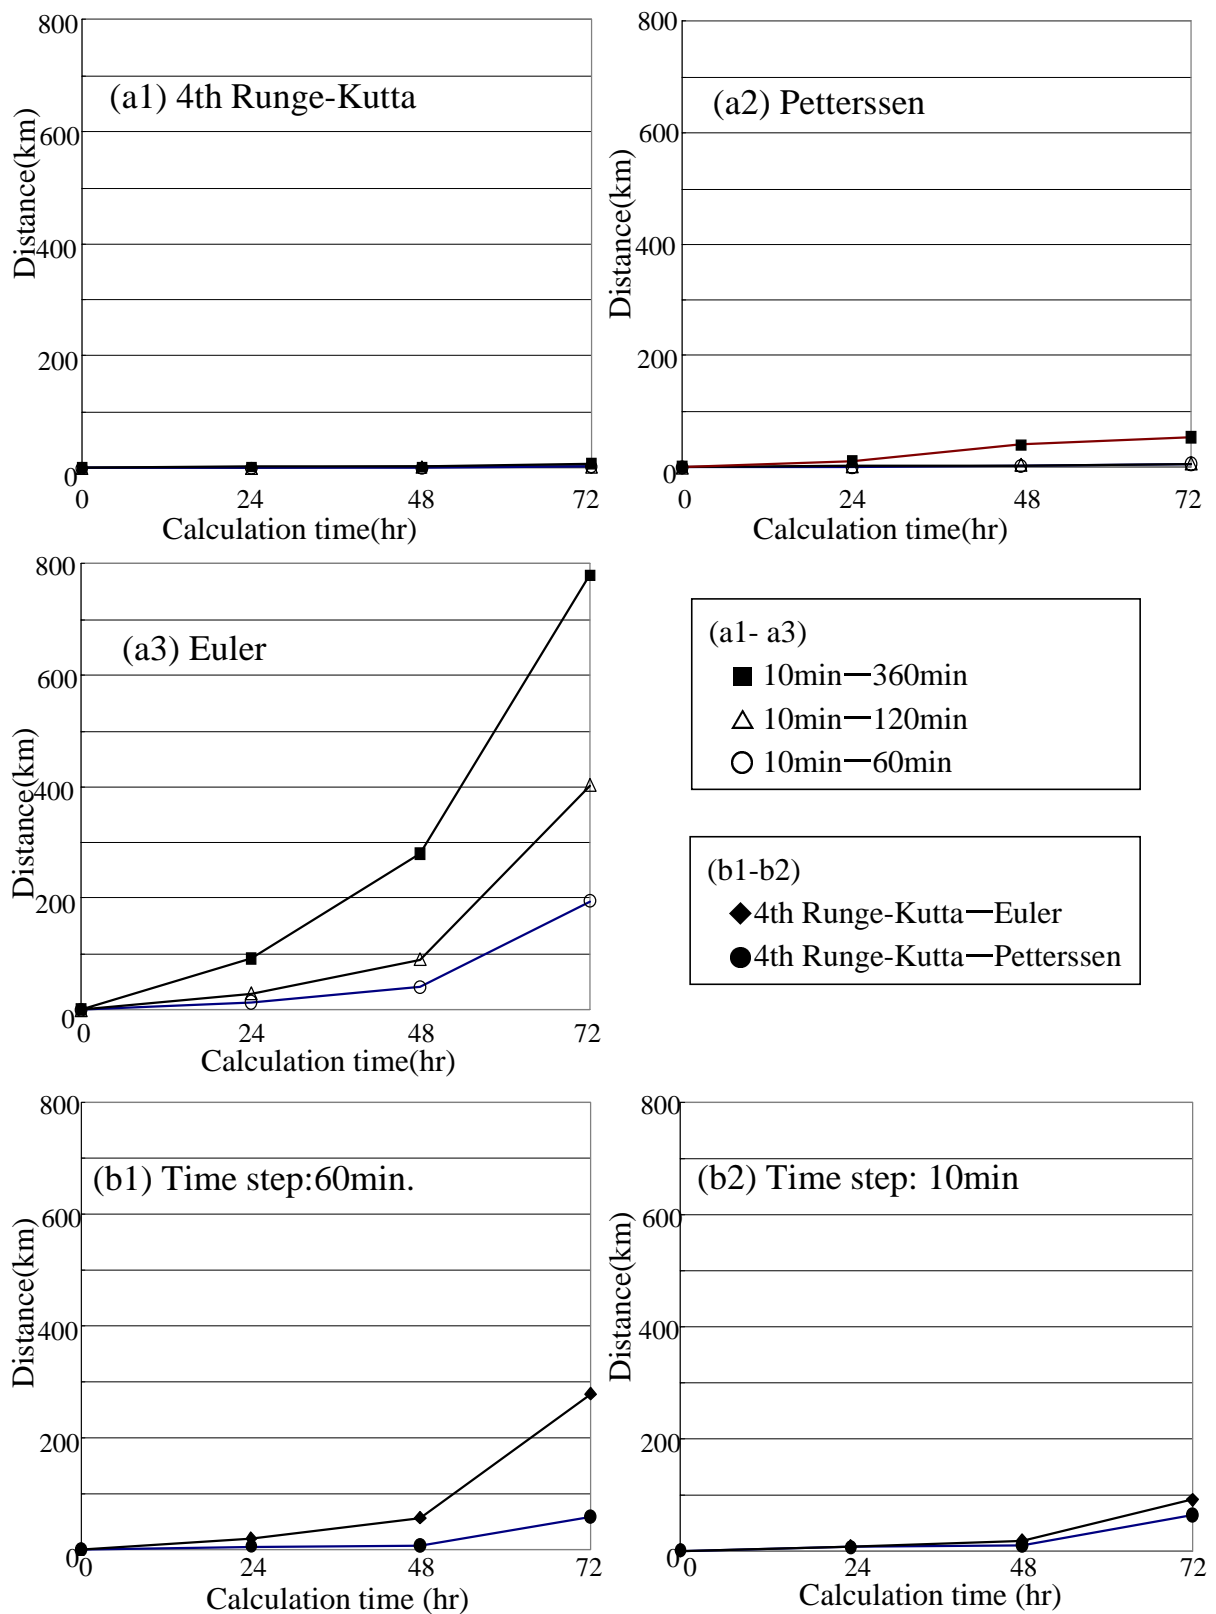 800
600
400
200
0
Distance(km)
(a1) 4th Runge-Kutta
0 24 48 72
Calculation time(hr)
800
600
400
200
0
Distance(km)
(a2) Petterssen
0 24 48 72
Calculation time(hr)
800
600
400
200
0
Distance(km)
(a3) Euler
0 24 48 72
Calculation time(hr)
(a1- a3)
■ 10min—360min
△ 10min—120min
○ 10min—60min
(b1-b2)
◆4th Runge-Kutta—Euler
●4th Runge-Kutta—Petterssen
800
600
400
200
0
Distance(km)
(b1) Time step:60min.
0 24 48 72
Calculation time (hr)
800
600
400
200
0
Distance(km)
(b2) Time step: 10min
0 24 48 72
Calculation time (hr)